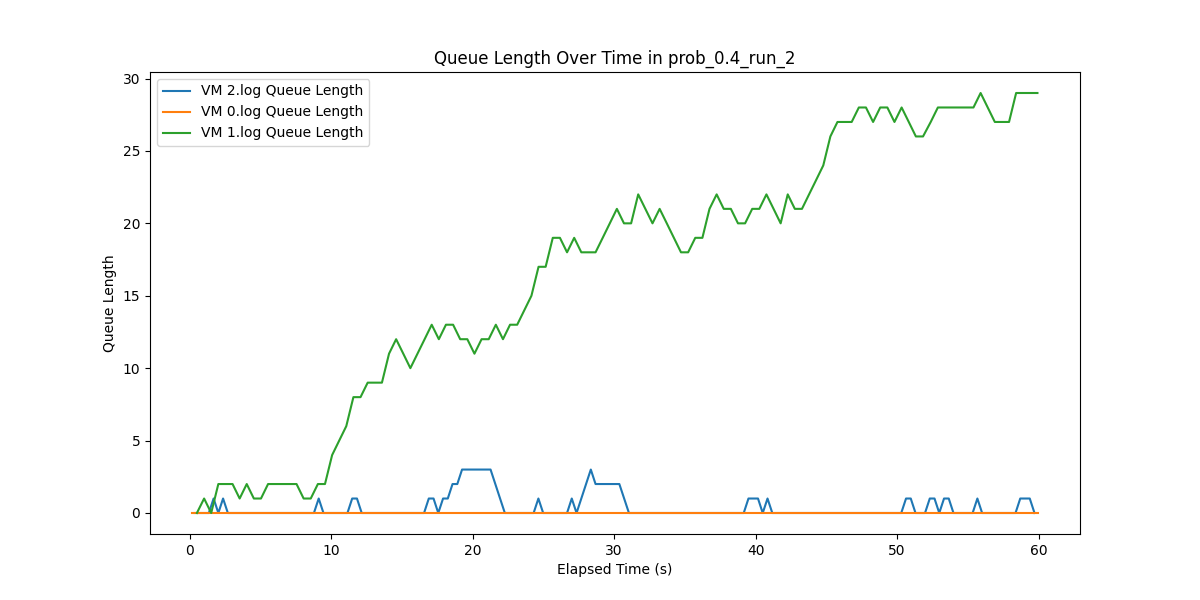 Queue Length Over Time in prob_0.4_run_2
VM 2.log Queue Length
VM 0.log Queue Length
VM 1.log Queue Length
Queue Length
30
25
20
15
10
5
0
0 10 20 30 40 50 60
Elapsed Time (s)